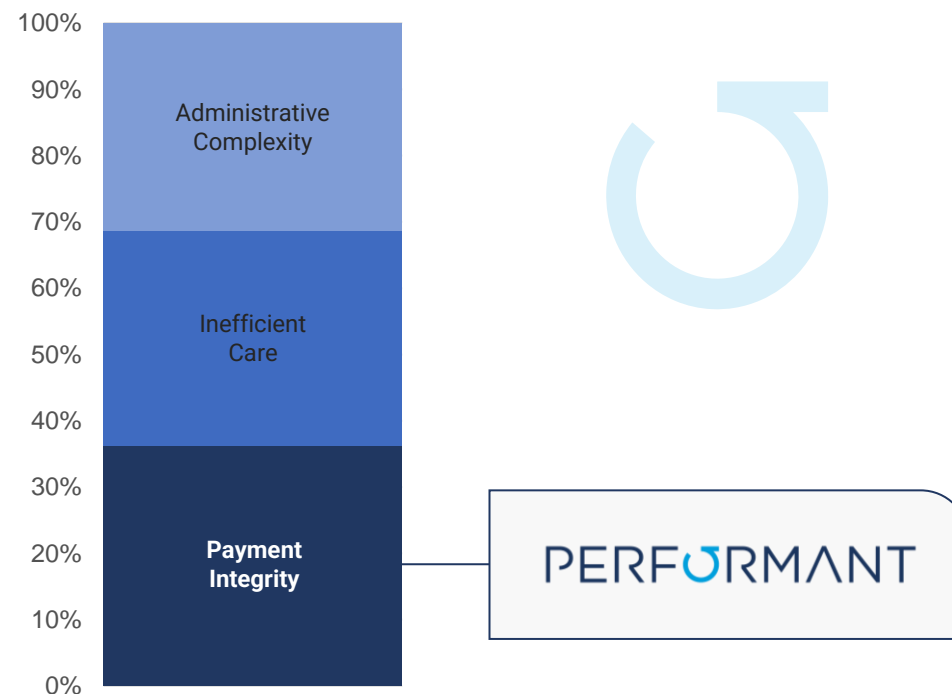 100%
90%
80%
70%
60%
50%
40%
30%
20%
10%
0%
Administrative
Complexity
Inefficient
Care
Payment
Integrity
PERFORMANT